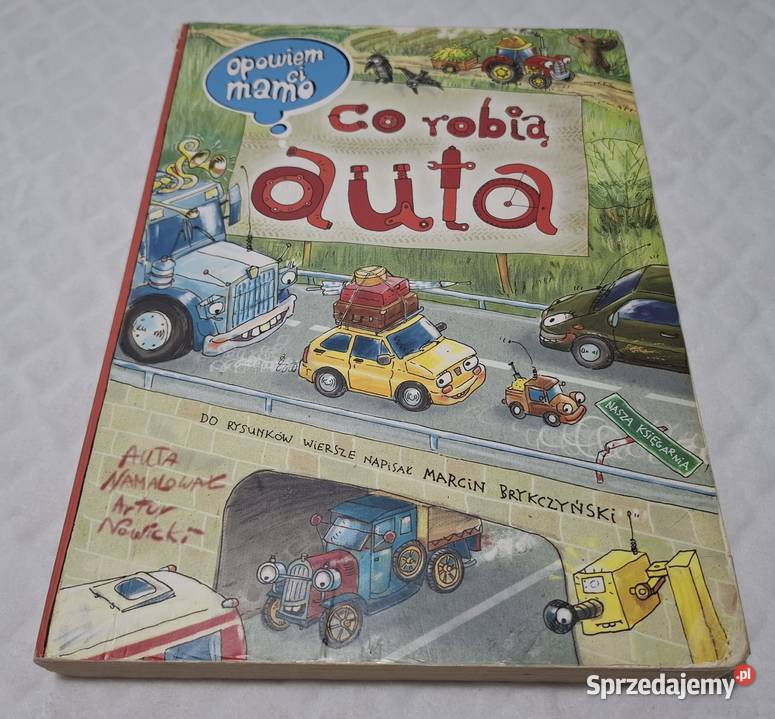 opowiem
ci
mamo
co robią
auta
DO RYSUNKÓW WIERSZE NAPISAŁ MARCIN BRYKCZYŃSKI
NASZA KSIĘGARNIA
AUTA
NAMALOWAŁ
Artur
Nowicki
Sprzedajemy.pl